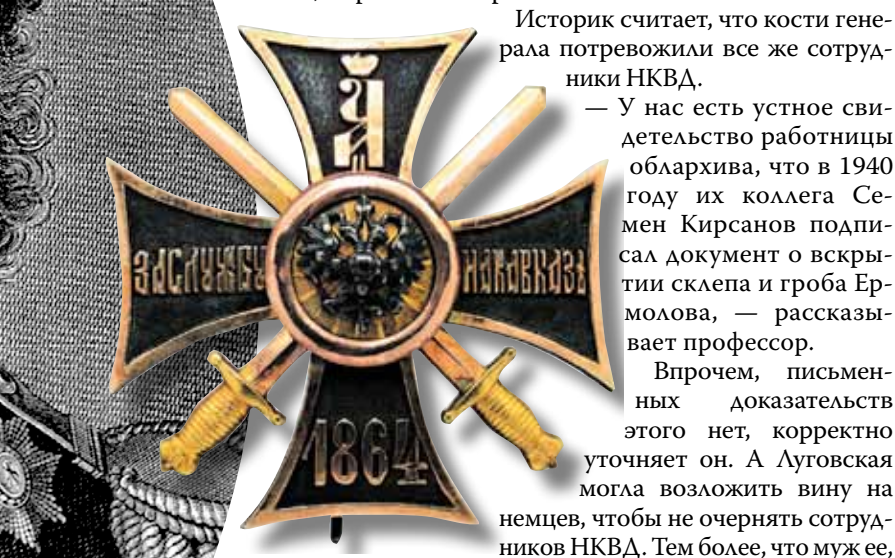 Историк считает, что кости гене-
рала потревожили все же сотруд-
ники НКВД.
— У нас есть устное сви-
детельство работницы
облархива, что в 1940
году их коллега Се-
мен Кирсанов подпи-
сал документ о вскры-
тии склепа и гроба Ер-
молова, — рассказы-
вает профессор.
Впрочем, письмен-
ных доказательств
этого нет, корректно
уточняет он. А Луговская
могла возложить вину на
немцев, чтобы не очернять сотруд-
ников НКВД. Тем более, что муж ее,
ЗАСЛУЖБУ
НАКАВКАЗѢ
1864